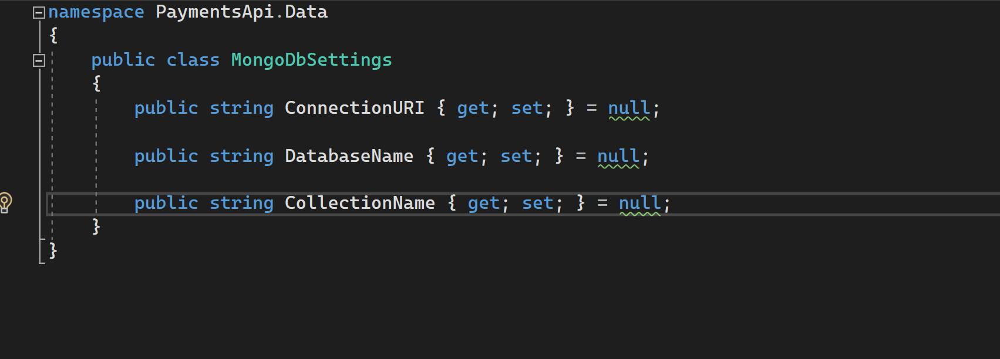 namespace PaymentsApi.Data
{
public class MongoDbSettings
{
public string ConnectionURI { get; set; } = null;
public string DatabaseName { get; set; } = null;
public string CollectionName { get; set; } = null;
}
}